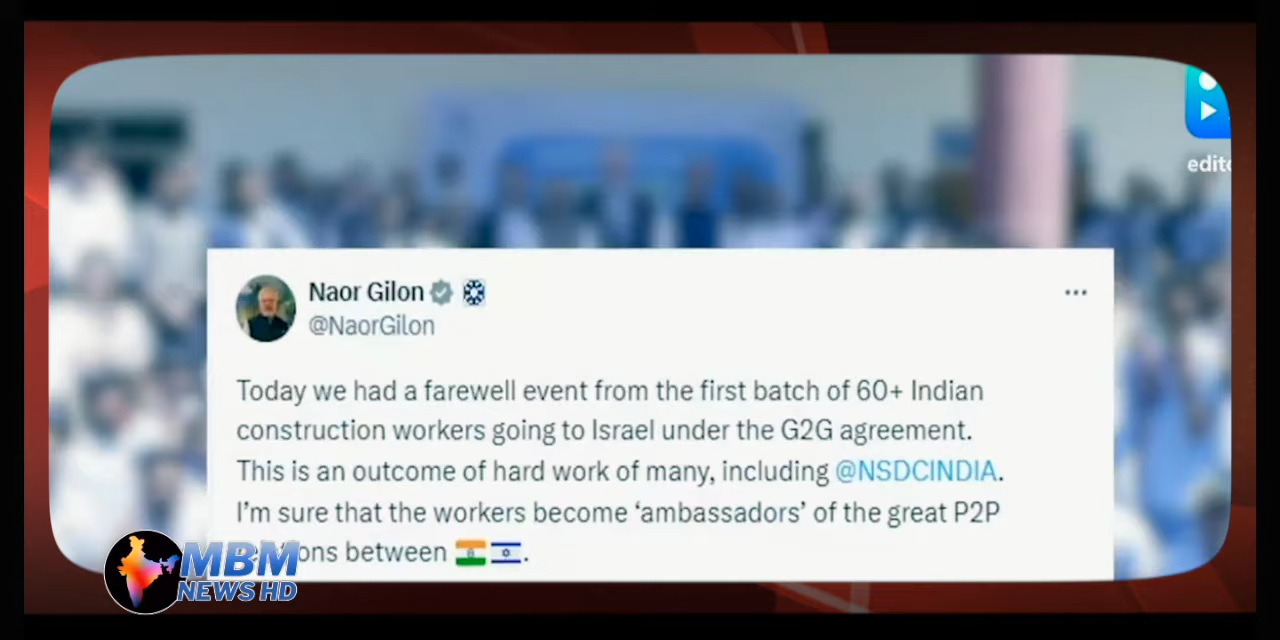 edito
Naor Gilon
@NaorGilon
Today we had a farewell event from the first batch of 60+ Indian
construction workers going to Israel under the G2G agreement.
This is an outcome of hard work of many, including @NSDCINDIA.
I'm sure that the workers become ‘ambassadors’ of the great P2P
between 🇮🇳🇮🇱.
MBM
NEWS HD